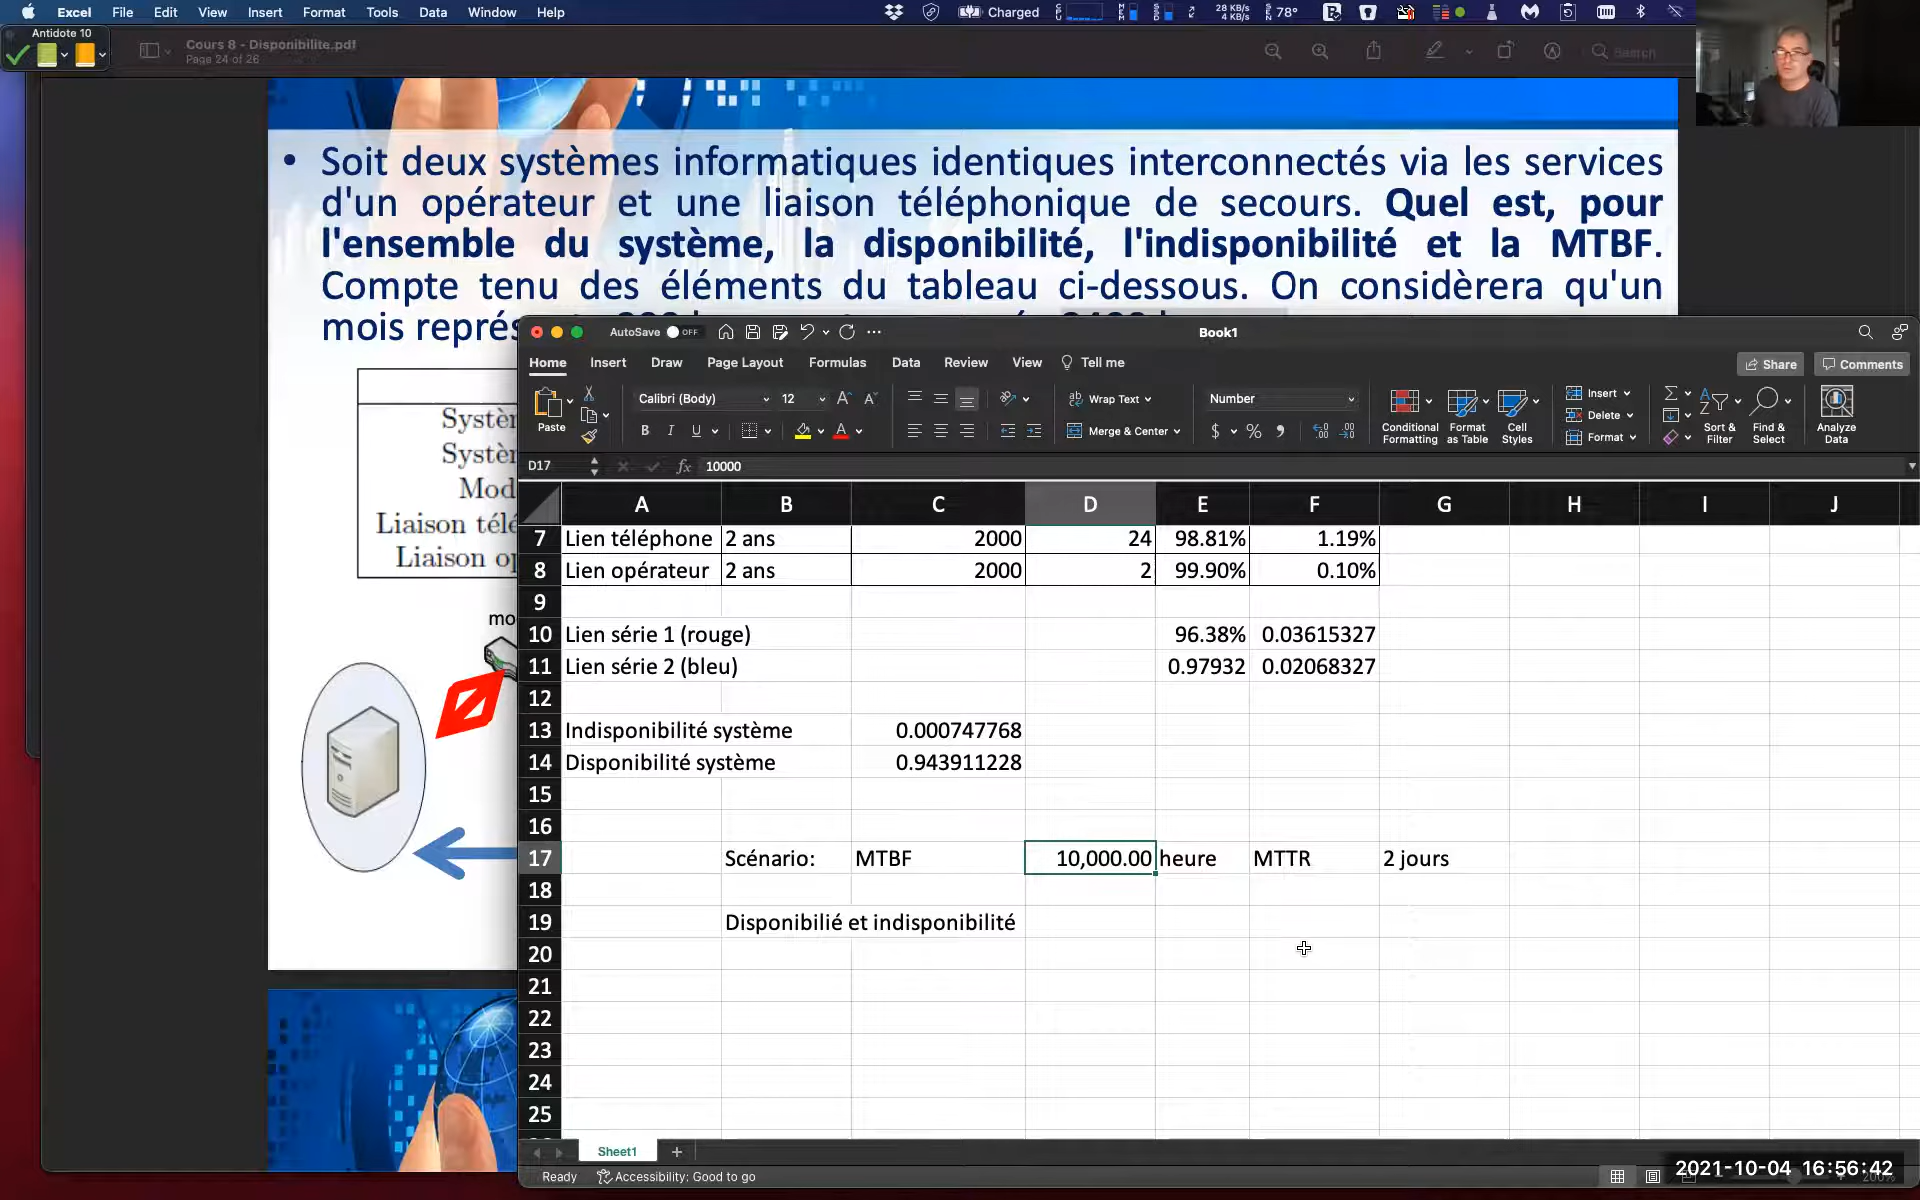 Excel File Edit View Insert Format Tools Data Window Help
Charged
28 KB/s
4 KB/s
78°
Antidote 10
Cours 8 - Disponibilite.pdf
Page 24 of 26
Search
• Soit deux systèmes informatiques identiques interconnectés via les services
d'un opérateur et une liaison téléphonique de secours. Quel est, pour
l'ensemble du système, la disponibilité, l'indisponibilité et la MTBF.
Compte tenu des éléments du tableau ci-dessous. On considèrera qu'un
mois représ
Systèr
Systèr
Mod
Liaison télé
Liaison op
mo
AutoSave OFF
Book1
Home Insert Draw Page Layout Formulas Data Review View Tell me
Share Comments
Paste
Calibri (Body) 12
B I U
Wrap Text
Merge & Center
Number
$ %
Conditional Formatting
Format as Table
Cell Styles
Insert
Delete
Format
Sort & Filter
Find & Select
Analyze Data
D17 fx 10000
A B C D E F G H I J
7 Lien téléphone 2 ans 2000 24 98.81% 1.19%
8 Lien opérateur 2 ans 2000 2 99.90% 0.10%
9
10 Lien série 1 (rouge) 96.38% 0.03615327
11 Lien série 2 (bleu) 0.97932 0.02068327
12
13 Indisponibilité système 0.000747768
14 Disponibilité système 0.943911228
15
16
17 Scénario: MTBF 10,000.00 heure MTTR 2 jours
18
19 Disponibilié et indisponibilité
20
21
22
23
24
25
Sheet1 +
Ready Accessibility: Good to go
2021-10-04 16:56:42